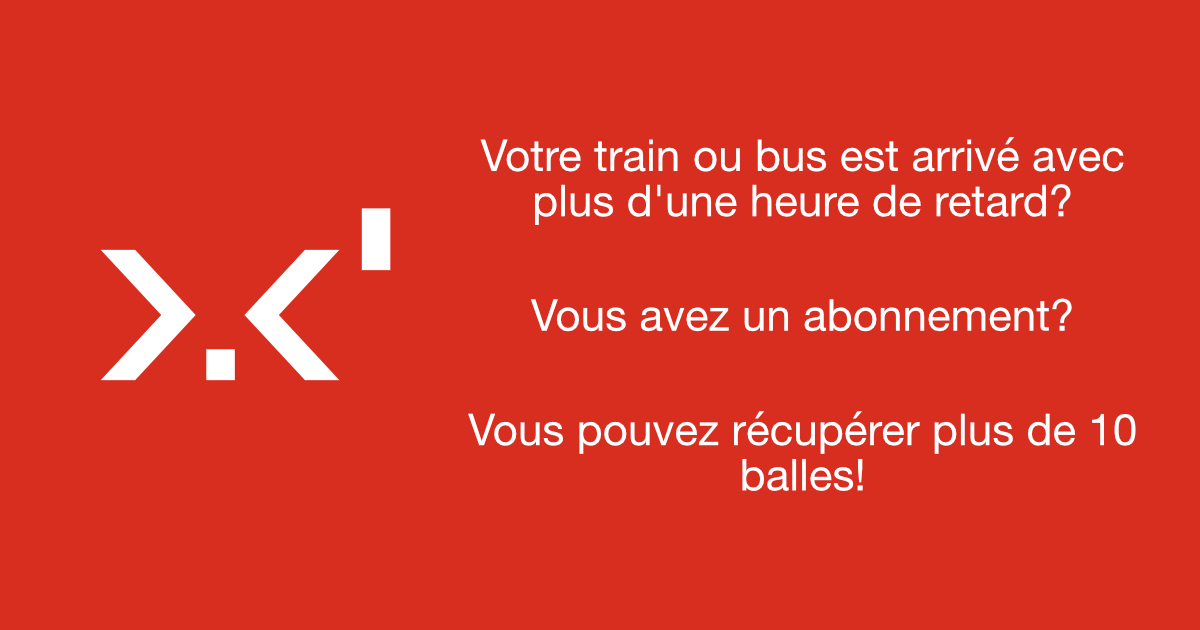 Votre train ou bus est arrivé avec
plus d'une heure de retard?
Vous avez un abonnement?
Vous pouvez récupérer plus de 10
balles!